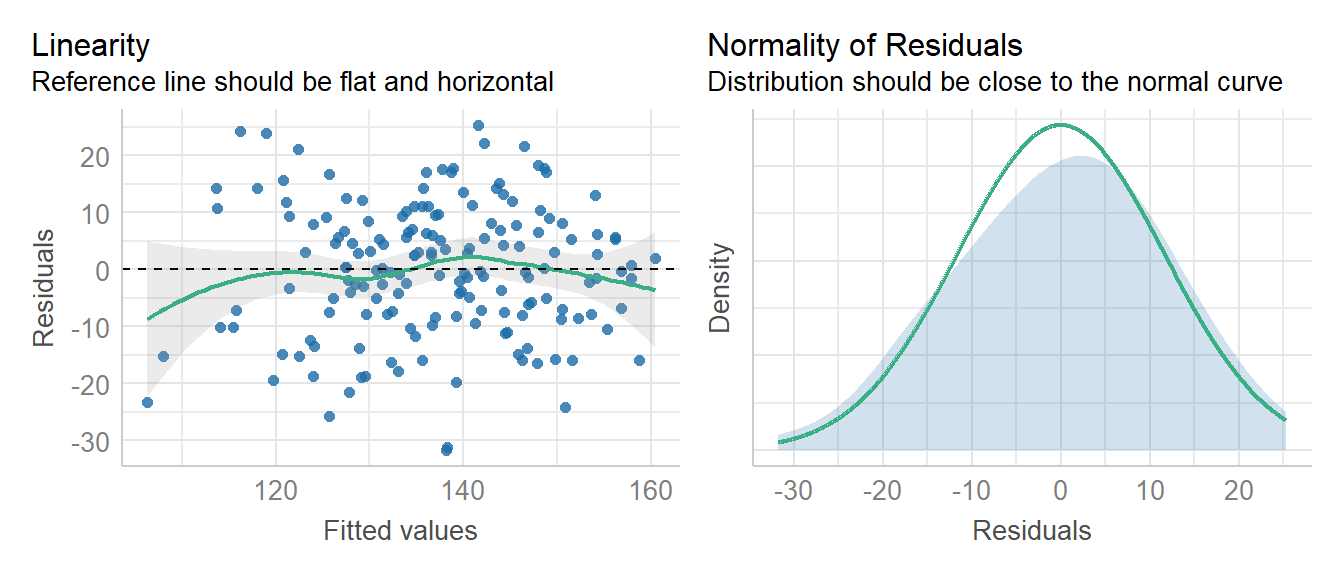 Linearity
Reference line should be flat and horizontal
Residuals
20
10
0
-10
-20
-30
120
140
160
Fitted values
Normality of Residuals
Distribution should be close to the normal curve
Density
-30
-20
-10
0
10
20
Residuals